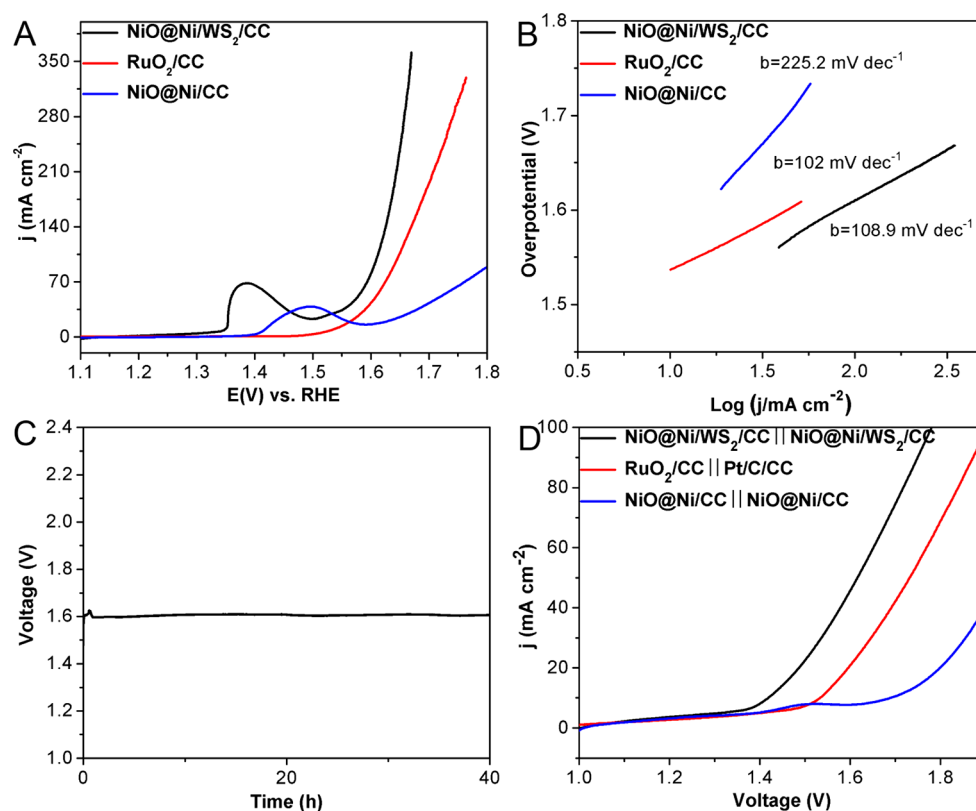 A
NiO@Ni/WS₂/CC
RuO₂/CC
NiO@Ni/CC
350
280
210
140
70
0
j (mA cm⁻²)
1.1 1.2 1.3 1.4 1.5 1.6 1.7 1.8
E(V) vs. RHE
B
NiO@Ni/WS₂/CC
RuO₂/CC
NiO@Ni/CC
b=225.2 mV dec⁻¹
b=102 mV dec⁻¹
b=108.9 mV dec⁻¹
1.8
1.7
1.6
1.5
Overpotential (V)
0.5 1.0 1.5 2.0 2.5
Log (j/mA cm⁻²)
C
2.4
2.2
2.0
1.8
1.6
1.4
1.2
1.0
Voltage (V)
0 20 40
Time (h)
D
NiO@Ni/WS₂/CC||NiO@Ni/WS₂/CC
RuO₂/CC||Pt/C/CC
NiO@Ni/CC||NiO@Ni/CC
100
80
60
40
20
0
j (mA cm⁻²)
1.0 1.2 1.4 1.6 1.8
Voltage (V)